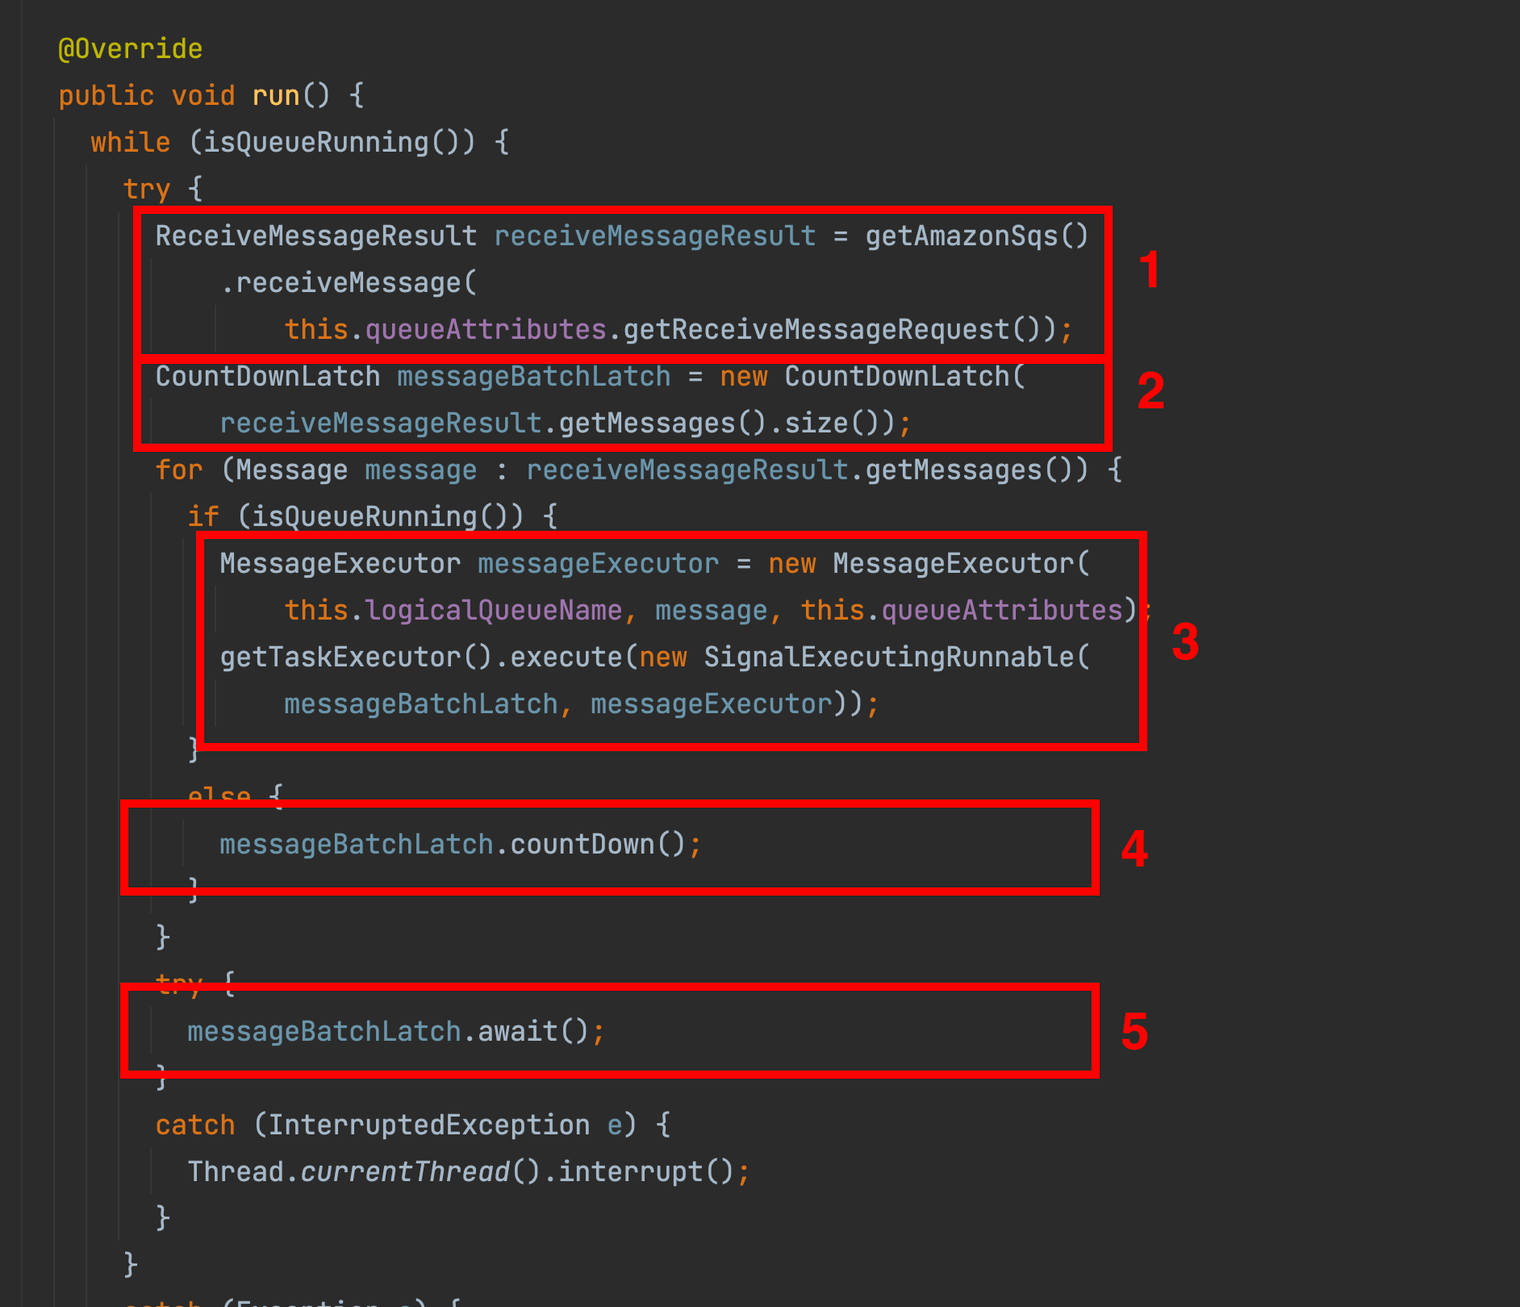 @Override
public void run() {
while (isQueueRunning()) {
try {
ReceiveMessageResult receiveMessageResult = getAmazonSqs()
.receiveMessage(
this.queueAttributes.getReceiveMessageRequest());
1
CountDownLatch messageBatchLatch = new CountDownLatch(
receiveMessageResult.getMessages().size());
2
for (Message message : receiveMessageResult.getMessages()) {
if (isQueueRunning()) {
MessageExecutor messageExecutor = new MessageExecutor(
this.logicalQueueName, message, this.queueAttributes);
getTaskExecutor().execute(new SignalExecutingRunnable(
messageBatchLatch, messageExecutor));
3
}
else {
messageBatchLatch.countDown();
4
}
}
try {
messageBatchLatch.await();
5
}
catch (InterruptedException e) {
Thread.currentThread().interrupt();
}
}
catch (Exception e) {